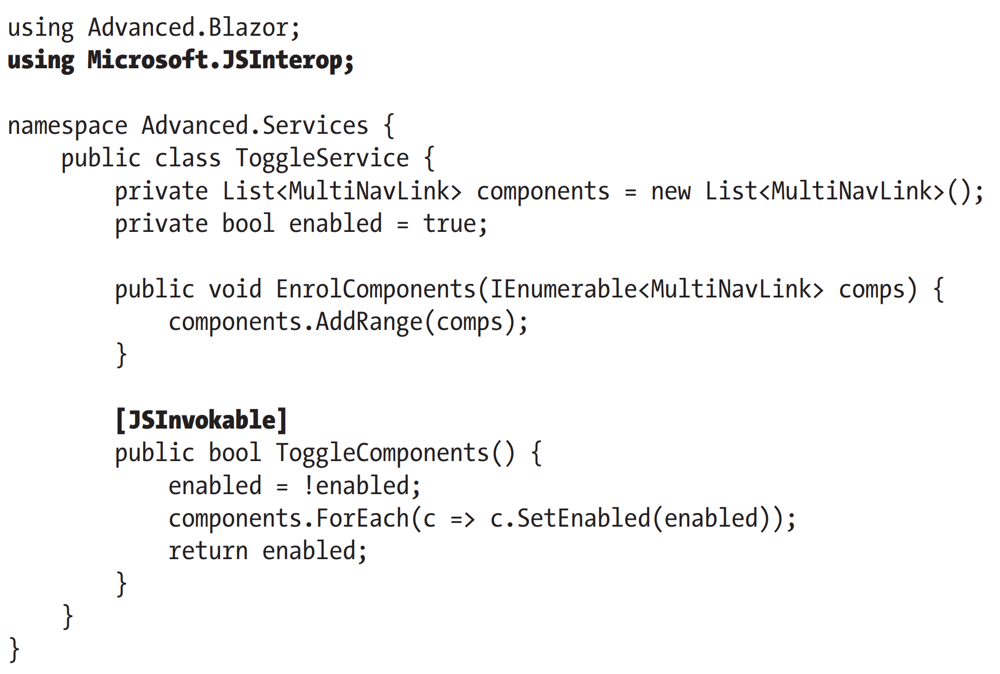 using Advanced.Blazor;
using Microsoft.JSInterop;

namespace Advanced.Services {
    public class ToggleService {
        private List<MultiNavLink> components = new List<MultiNavLink>();
        private bool enabled = true;

        public void EnrolComponents(IEnumerable<MultiNavLink> comps) {
            components.AddRange(comps);
        }

        [JSInvokable]
        public bool ToggleComponents() {
            enabled = !enabled;
            components.ForEach(c => c.SetEnabled(enabled));
            return enabled;
        }
    }
}